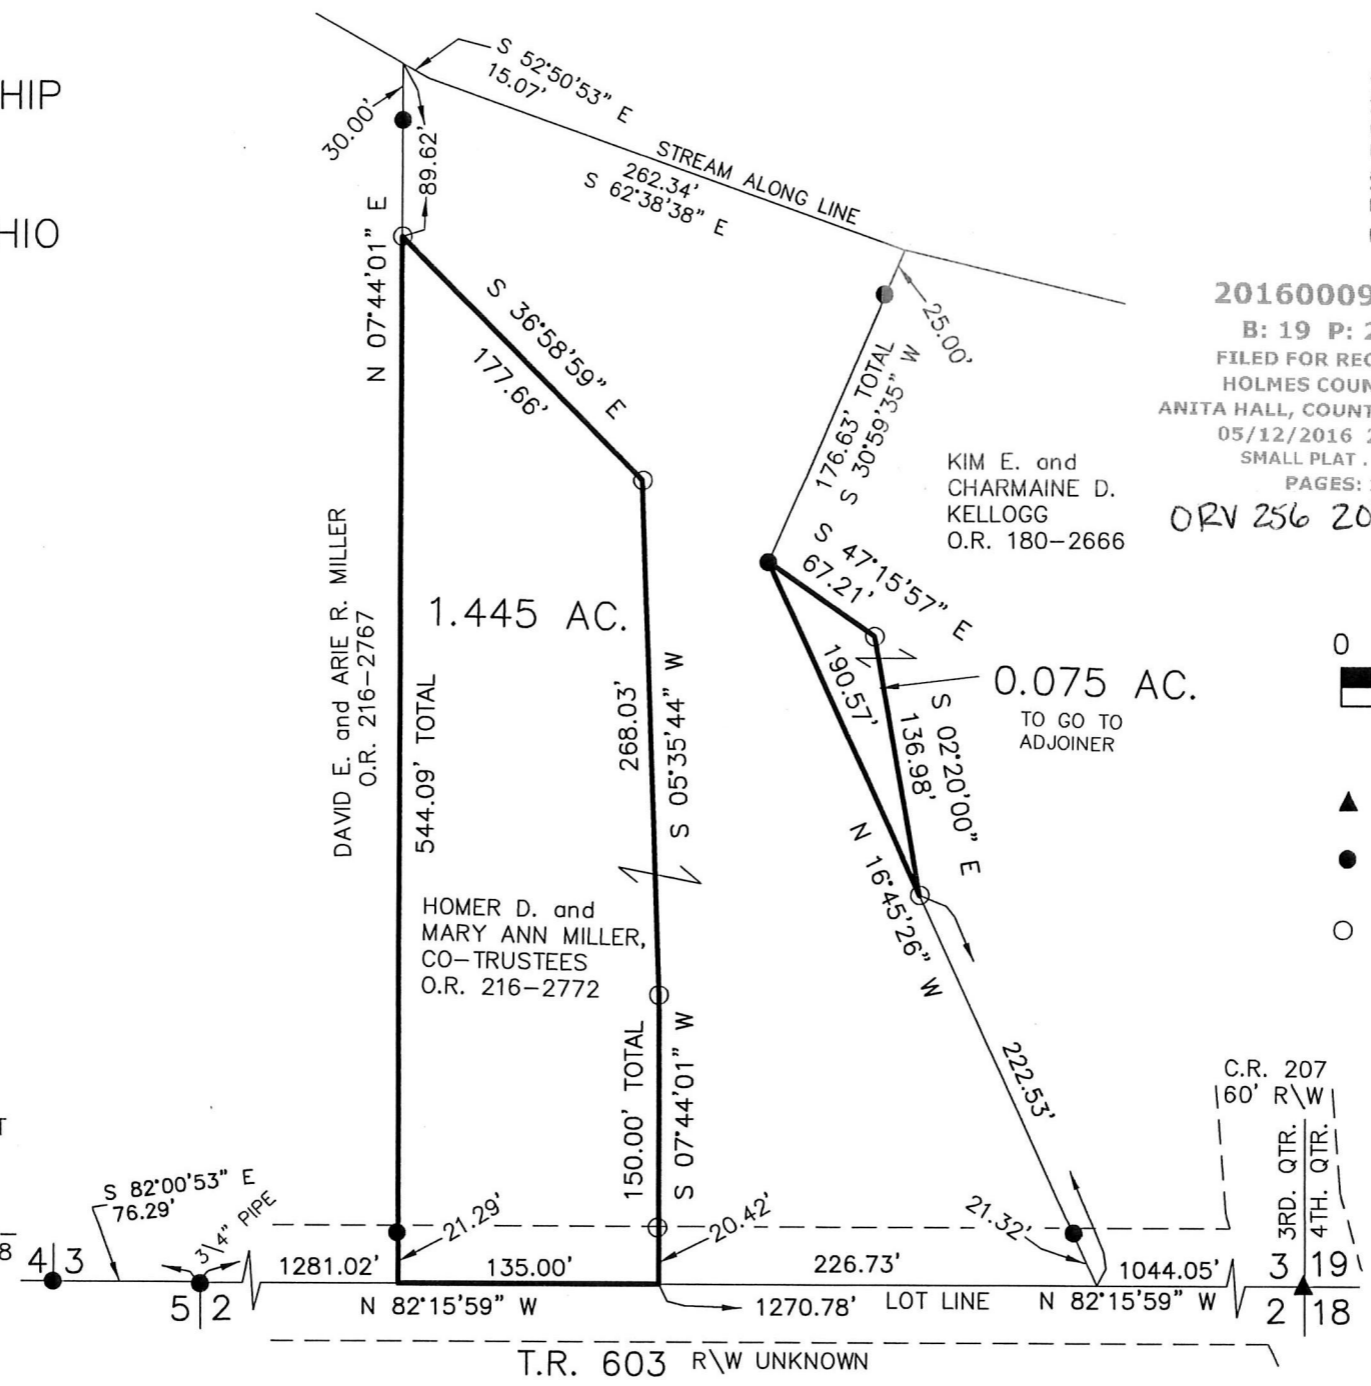 HIP
HIO
S 52°50'53" E
15.07'
30.00'
89.62'
STREAM ALONG LINE
262.34'
S 62°38'38" E
N 07°44'01" E
S 36°58'59" E
177.66'
25.00'
176.63' TOTAL
S 30°59'35" W
20160009
B: 19 P: 2
FILED FOR REC
HOLMES COUN
ANITA HALL, COUNT
05/12/2016 2
SMALL PLAT .
PAGES:
ORV 256 20
KIM E. and
CHARMAINE D.
KELLOGG
O.R. 180-2666
S 47°15'57" E
67.21'
DAVID E. and ARIE R. MILLER
O.R. 216-2767
1.445 AC.
544.09' TOTAL
268.03'
S 05°35'44" W
190.57'
136.98'
S 02°20'00" E
0.075 AC.
TO GO TO
ADJOINER
0
N 16°45'26" W
HOMER D. and
MARY ANN MILLER,
CO-TRUSTEES
O.R. 216-2772
150.00' TOTAL
S 07°44'01" W
222.53'
C.R. 207
60' R\W
3RD. QTR.
4TH. QTR.
T
S 82°00'53" E
76.29'
3\4" PIPE
21.29'
20.42'
21.32'
8
4 3
5 2
1281.02'
135.00'
226.73'
1044.05'
3 19
2 18
N 82°15'59" W
1270.78'
LOT LINE
N 82°15'59" W
T.R. 603 R\W UNKNOWN